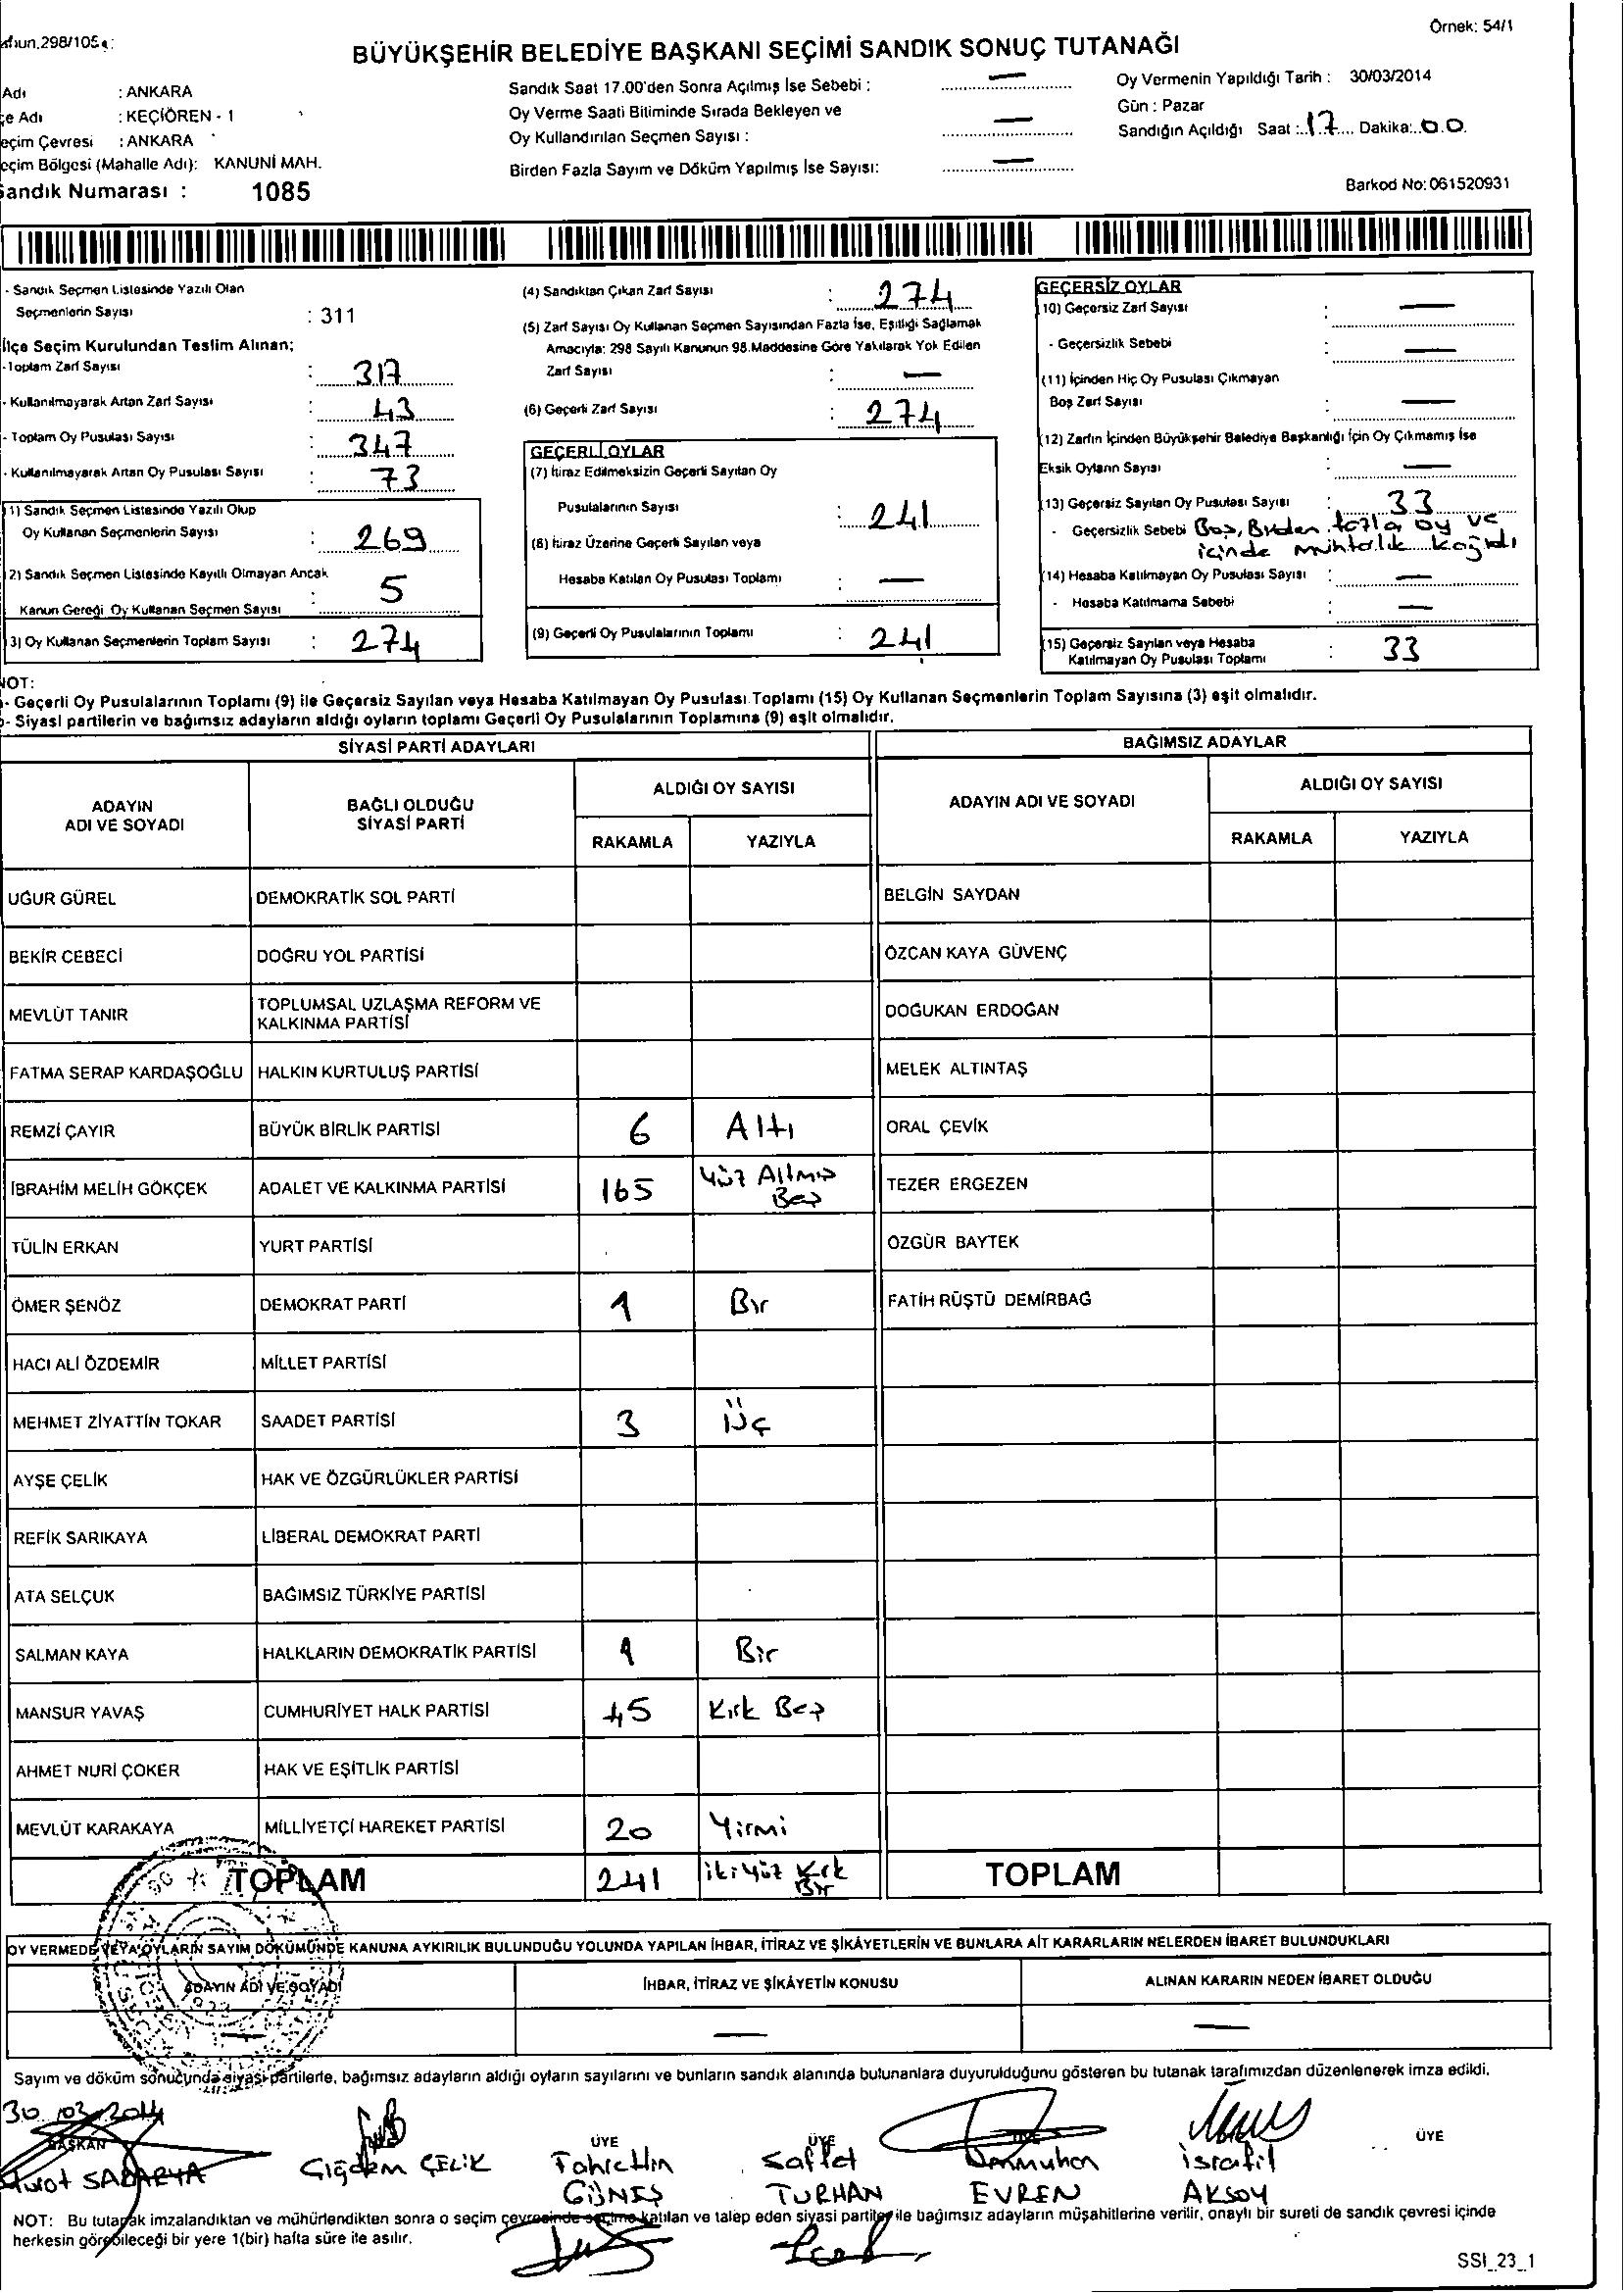 Örnek: 54/1
BÜYÜKŞEHİR BELEDİYE BAŞKANI SEÇİMİ SANDIK SONUÇ TUTANAĞI
Adı : ANKARA
çe Adı : KEÇİÖREN - 1
eçim Çevresi : ANKARA
eçim Bölgesi (Mahalle Adı): KANUNİ MAH.
Sandık Numarası : 1085
Sandık Saat 17.00'den Sonra Açılmış İse Sebebi : —
Oy Verme Saati Bitiminde Sırada Bekleyen ve
Oy Kullandırılan Seçmen Sayısı : —
Birden Fazla Sayım ve Döküm Yapılmış İse Sayısı: —
Oy Vermenin Yapıldığı Tarih : 30/03/2014
Gün : Pazar
Sandığın Açıldığı Saat : 17 Dakika: 00
Barkod No: 061520931
- Sandık Seçmen Listesinde Yazılı Olan
Seçmenlerin Sayısı : 311
İlçe Seçim Kurulundan Teslim Alınan;
-Toplam Zarf Sayısı : 317
- Kullanılmayarak Artan Zarf Sayısı : 43
- Toplam Oy Pusulası Sayısı : 347
- Kullanılmayarak Artan Oy Pusulası Sayısı : 73
1) Sandık Seçmen Listesinde Yazılı Olup
Oy Kullanan Seçmenlerin Sayısı : 269
2) Sandık Seçmen Listesinde Kayıtlı Olmayan Ancak
Kanun Gereği Oy Kullanan Seçmen Sayısı : 5
3) Oy Kullanan Seçmenlerin Toplam Sayısı : 274
(4) Sandıktan Çıkan Zarf Sayısı : 274
(5) Zarf Sayısı Oy Kullanan Seçmen Sayısından Fazla İse, Eşitliği Sağlamak
Amacıyla: 298 Sayılı Kanunun 98.Maddesine Göre Yakılarak Yok Edilen
Zarf Sayısı : —
(6) Geçerli Zarf Sayısı : 274
GEÇERLİ OYLAR
(7) İtiraz Edilmeksizin Geçerli Sayılan Oy
Pusulalarının Sayısı : 241
(8) İtiraz Üzerine Geçerli Sayılan veya
Hesaba Katılan Oy Pusulası Toplamı : —
(9) Geçerli Oy Pusulalarının Toplamı : 241
GEÇERSİZ OYLAR
10) Geçersiz Zarf Sayısı : —
- Geçersizlik Sebebi : —
(11) İçinden Hiç Oy Pusulası Çıkmayan
Boş Zarf Sayısı : —
(12) Zarfın İçinden Büyükşehir Belediye Başkanlığı İçin Oy Çıkmamış İse
Eksik Oyların Sayısı : —
(13) Geçersiz Sayılan Oy Pusulası Sayısı : 33
- Geçersizlik Sebebi Boş, Birden fazla oy ve
içinde muhtarlık kağıdı
(14) Hesaba Katılmayan Oy Pusulası Sayısı : —
- Hesaba Katılmama Sebebi : —
(15) Geçersiz Sayılan veya Hesaba
Katılmayan Oy Pusulası Toplamı : 33
NOT:
- Geçerli Oy Pusulalarının Toplamı (9) ile Geçersiz Sayılan veya Hesaba Katılmayan Oy Pusulası Toplamı (15) Oy Kullanan Seçmenlerin Toplam Sayısına (3) eşit olmalıdır.
- Siyasi partilerin ve bağımsız adayların aldığı oyların toplamı Geçerli Oy Pusulalarının Toplamına (9) eşit olmalıdır.
SİYASİ PARTİ ADAYLARI BAĞIMSIZ ADAYLAR
ADAYIN ADI VE SOYADI BAĞLI OLDUĞU SİYASİ PARTİ ALDIĞI OY SAYISI ADAYIN ADI VE SOYADI ALDIĞI OY SAYISI
RAKAMLA YAZIYLA RAKAMLA YAZIYLA
UĞUR GÜREL DEMOKRATİK SOL PARTİ BELGİN SAYDAN
BEKİR CEBECİ DOĞRU YOL PARTİSİ ÖZCAN KAYA GÜVENÇ
MEVLÜT TANIR TOPLUMSAL UZLAŞMA REFORM VE KALKINMA PARTİSİ DOĞUKAN ERDOĞAN
FATMA SERAP KARDAŞOĞLU HALKIN KURTULUŞ PARTİSİ MELEK ALTINTAŞ
REMZİ ÇAYIR BÜYÜK BİRLİK PARTİSİ 6 Altı ORAL ÇEVİK
İBRAHİM MELİH GÖKÇEK ADALET VE KALKINMA PARTİSİ 165 Yüz Altmış Beş TEZER ERGEZEN
TÜLİN ERKAN YURT PARTİSİ ÖZGÜR BAYTEK
ÖMER ŞENÖZ DEMOKRAT PARTİ 1 Bir FATİH RÜŞTÜ DEMİRBAĞ
HACI ALİ ÖZDEMİR MİLLET PARTİSİ
MEHMET ZİYATTİN TOKAR SAADET PARTİSİ 3 Üç
AYŞE ÇELİK HAK VE ÖZGÜRLÜKLER PARTİSİ
REFİK SARIKAYA LİBERAL DEMOKRAT PARTİ
ATA SELÇUK BAĞIMSIZ TÜRKİYE PARTİSİ
SALMAN KAYA HALKLARIN DEMOKRATİK PARTİSİ 1 Bir
MANSUR YAVAŞ CUMHURİYET HALK PARTİSİ 45 Kırk Beş
AHMET NURİ ÇOKER HAK VE EŞİTLİK PARTİSİ
MEVLÜT KARAKAYA MİLLİYETÇİ HAREKET PARTİSİ 20 Yirmi
TOPLAM 241 iki yüz Kırk Bir TOPLAM
OY VERMEDE VEYA OYLARIN SAYIM DÖKÜMÜNDE KANUNA AYKIRILIK BULUNDUĞU YOLUNDA YAPILAN İHBAR, İTİRAZ VE ŞİKÂYETLERİN VE BUNLARA AİT KARARLARIN NELERDEN İBARET BULUNDUKLARI
ADAYIN ADI VE SOYADI İHBAR, İTİRAZ VE ŞİKÂYETİN KONUSU ALINAN KARARIN NEDEN İBARET OLDUĞU
— — —
Sayım ve döküm sonucunda siyasi partilerle, bağımsız adayların aldığı oyların sayılarını ve bunların sandık alanında bulunanlara duyurulduğunu gösteren bu tutanak tarafımızdan düzenlenerek imza edildi.
30.03.2014
BAŞKAN ÜYE ÜYE ÜYE
Çiğdem ÇELİK Fahrettin Saffet İsrafil
GÜNEŞ TURHAN EVREN AKSOY
NOT: Bu tutanak imzalandıktan ve mühürlendikten sonra o seçim çevresinde seçime katılan ve talep eden siyasi partiler ile bağımsız adayların müşahitlerine verilir, onaylı bir sureti de sandık çevresi içinde
herkesin görebileceği bir yere 1(bir) hafta süre ile asılır.
SSI_23_1